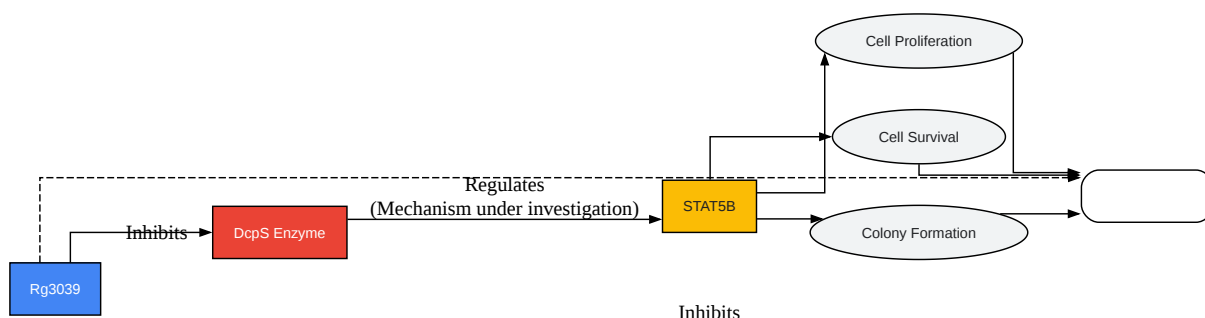 Cell Proliferation
Cell Survival
Regulates
(Mechanism under investigation)
STAT5B
Inhibits
DcpS Enzyme
Colony Formation
Rg3039
Inhibits